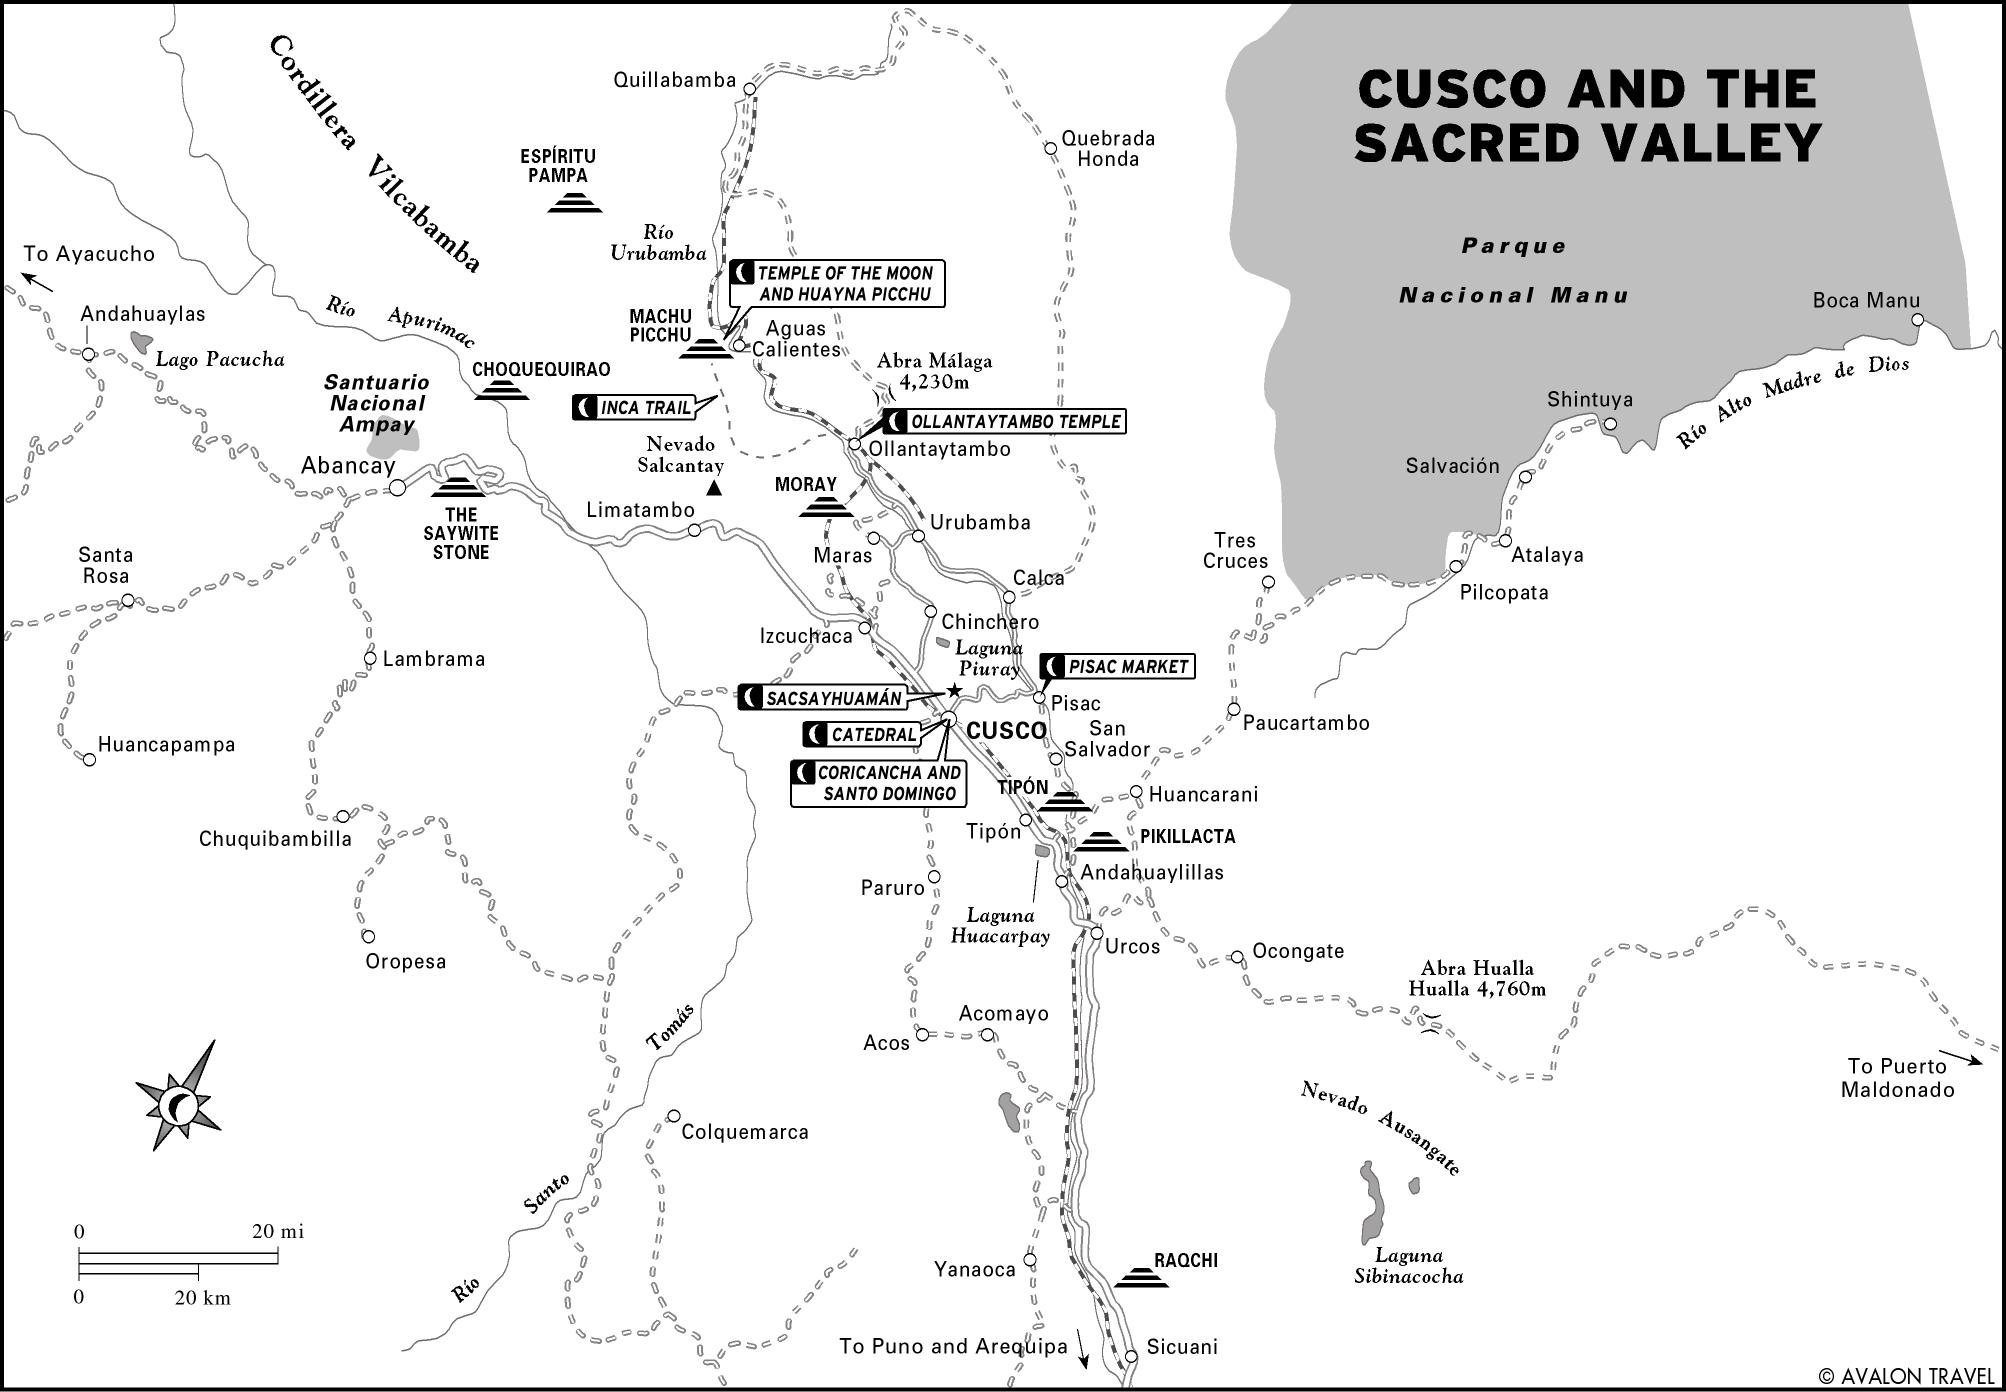 CUSCO AND THE
SACRED VALLEY
Cordillera Vilcabamba
Quillabamba
Quebrada
Honda
ESPÍRITU
PAMPA
Río
Urubamba
Parque
Nacional Manu
To Ayacucho
Andahuaylas
Lago Pacucha
Río Apurimac
TEMPLE OF THE MOON
AND HUAYNA PICCHU
MACHU
PICCHU
Aguas
Calientes
Boca Manu
Río Alto Madre de Dios
Shintuya
Salvación
Abra Málaga
4,230m
CHOQUEQUIRAO
Santuario
Nacional
Ampay
INCA TRAIL
OLLANTAYTAMBO TEMPLE
Ollantaytambo
Nevado
Salcantay
Abancay
MORAY
THE
SAYWITE
STONE
Limatambo
Urubamba
Maras
Santa
Rosa
Calca
Tres
Cruces
Atalaya
Pilcopata
Chinchero
Izcuchaca
Laguna
Piuray
Lambrama
PISAC MARKET
SACSAYHUAMÁN
Pisac
CATEDRAL
CUSCO
San
Salvador
Paucartambo
Huancapampa
CORICANCHA AND
SANTO DOMINGO
TIPÓN
Huancarani
Tipón
PIKILLACTA
Chuquibambilla
Andahuaylillas
Paruro
Laguna
Huacarpay
Urcos
Ocongate
Oropesa
Abra Hualla
Hualla 4,760m
Acomayo
Acos
To Puerto
Maldonado
Río Santo Tomás
Colquemarca
Nevado Ausangate
Laguna
Sibinacocha
0 20 mi
0 20 km
Yanaoca
RAQCHI
To Puno and Arequipa
Sicuani
© AVALON TRAVEL